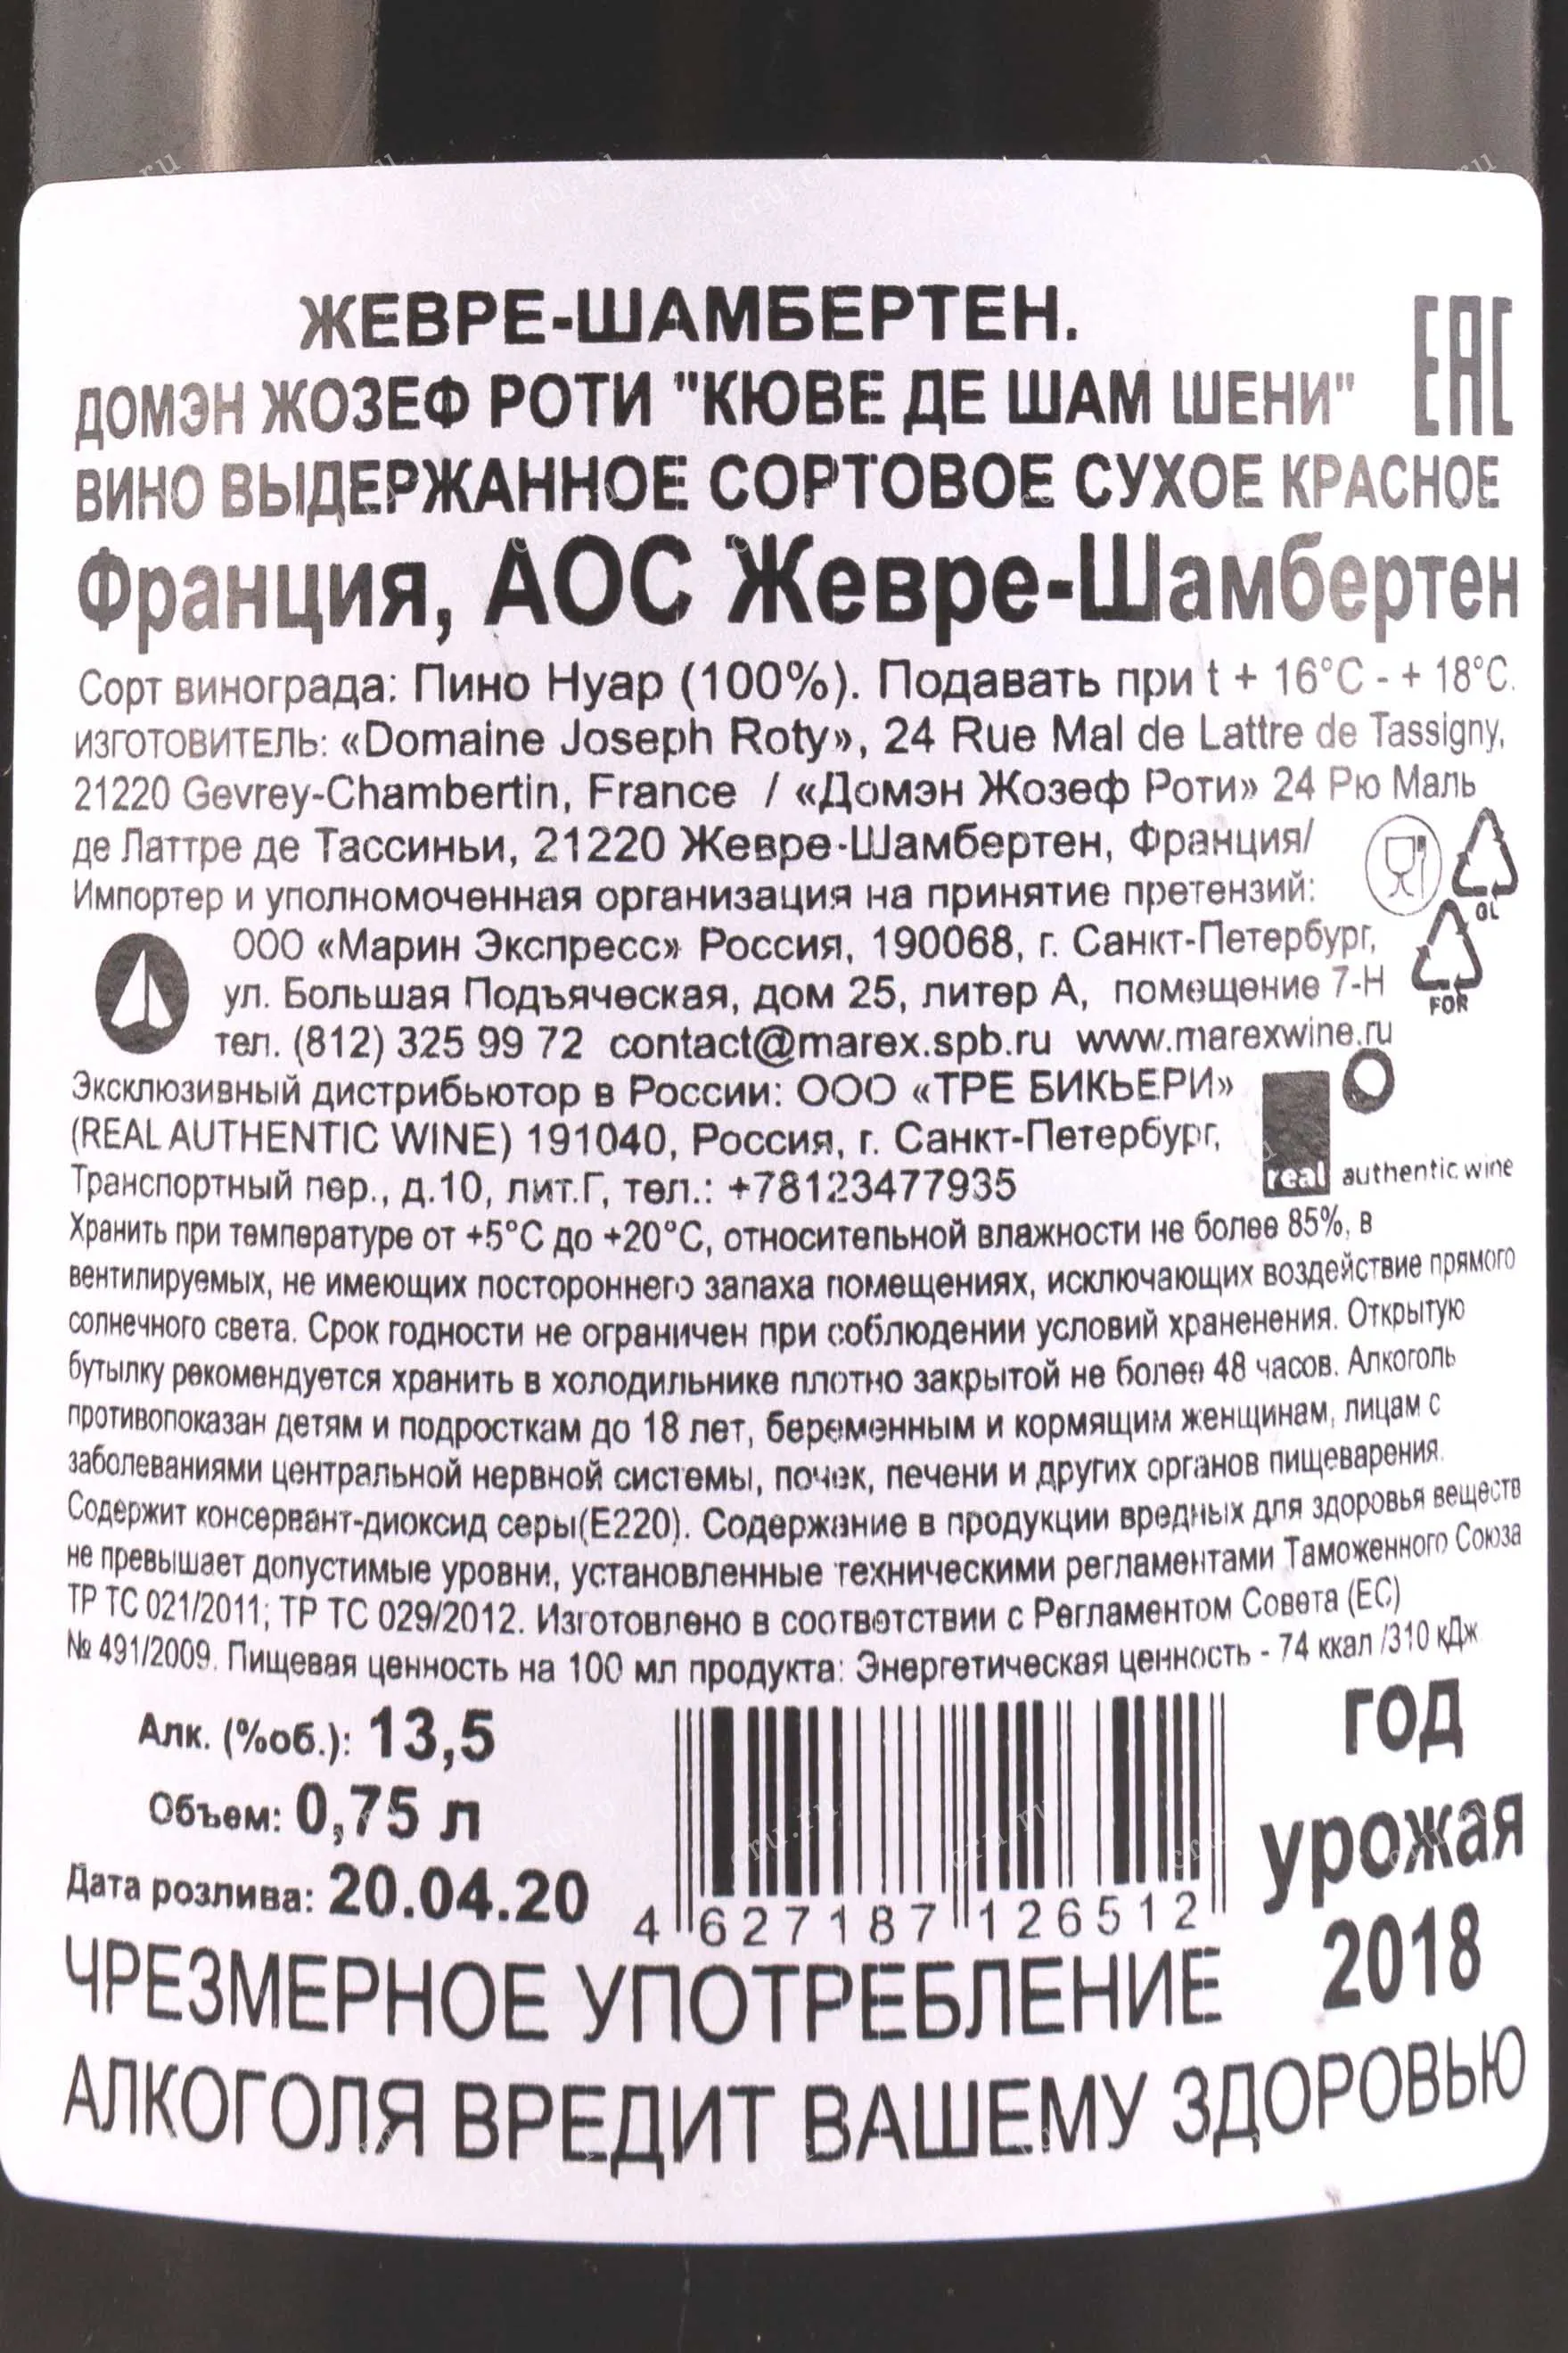 ЖЕВРЕ-ШАМБЕРТЕН.
ДОМЭН ЖОЗЕФ РОТИ "КЮВЕ ДЕ ШАМ ШЕНИ"
EAC
ВИНО ВЫДЕРЖАННОЕ СОРТОВОЕ СУХОЕ КРАСНОЕ
Франция, АОС Жевре-Шамбертен
Сорт винограда: Пино Нуар (100%). Подавать при t + 16°С - + 18°С.
ИЗГОТОВИТЕЛЬ: «Domaine Joseph Roty», 24 Rue Mal de Lattre de Tassigny,
21220 Gevrey-Chambertin, France / «Домэн Жозеф Роти» 24 Рю Маль
де Латтре де Тассиньи, 21220 Жевре-Шамбертен, Франция/
Импортер и уполномоченная организация на принятие претензий:
GL
ООО «Марин Экспресс» Россия, 190068, г. Санкт-Петербург,
ул. Большая Подъяческая, дом 25, литер А, помещение 7-Н
FOR
тел. (812) 325 99 72 contact@marex.spb.ru www.marexwine.ru
Эксклюзивный дистрибьютор в России: ООО «ТРЕ БИКЬЕРИ»
(REAL AUTHENTIC WINE) 191040, Россия, г. Санкт-Петербург,
Транспортный пер., д.10, лит.Г, тел.: +78123477935
real authentic wine
Хранить при температуре от +5°С до +20°С, относительной влажности не более 85%, в
вентилируемых, не имеющих постороннего запаха помещениях, исключающих воздействие прямого
солнечного света. Срок годности не ограничен при соблюдении условий храненения. Открытую
бутылку рекомендуется хранить в холодильнике плотно закрытой не более 48 часов. Алкоголь
противопоказан детям и подросткам до 18 лет, беременным и кормящим женщинам, лицам с
заболеваниями центральной нервной системы, почек, печени и других органов пищеварения.
Содержит консервант-диоксид серы(Е220). Содержание в продукции вредных для здоровья веществ
не превышает допустимые уровни, установленные техническими регламентами Таможенного Союза
ТР ТС 021/2011; ТР ТС 029/2012. Изготовлено в соответствии с Регламентом Совета (ЕС)
№ 491/2009. Пищевая ценность на 100 мл продукта: Энергетическая ценность - 74 ккал /310 кДж
Алк. (%об.): 13,5
Объем: 0,75 л
Дата розлива: 20.04.20
4 627187 126512
год
урожая
2018
ЧРЕЗМЕРНОЕ УПОТРЕБЛЕНИЕ
АЛКОГОЛЯ ВРЕДИТ ВАШЕМУ ЗДОРОВЬЮ
cru.ru